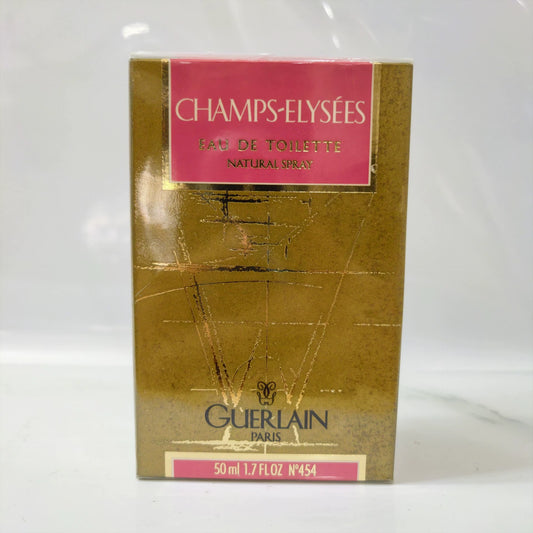 CHAMPS-ELYSÉES
EAU DE TOILETTE
NATURAL SPRAY
GUERLAIN
PARIS
50 ml 1.7 FL OZ N°454